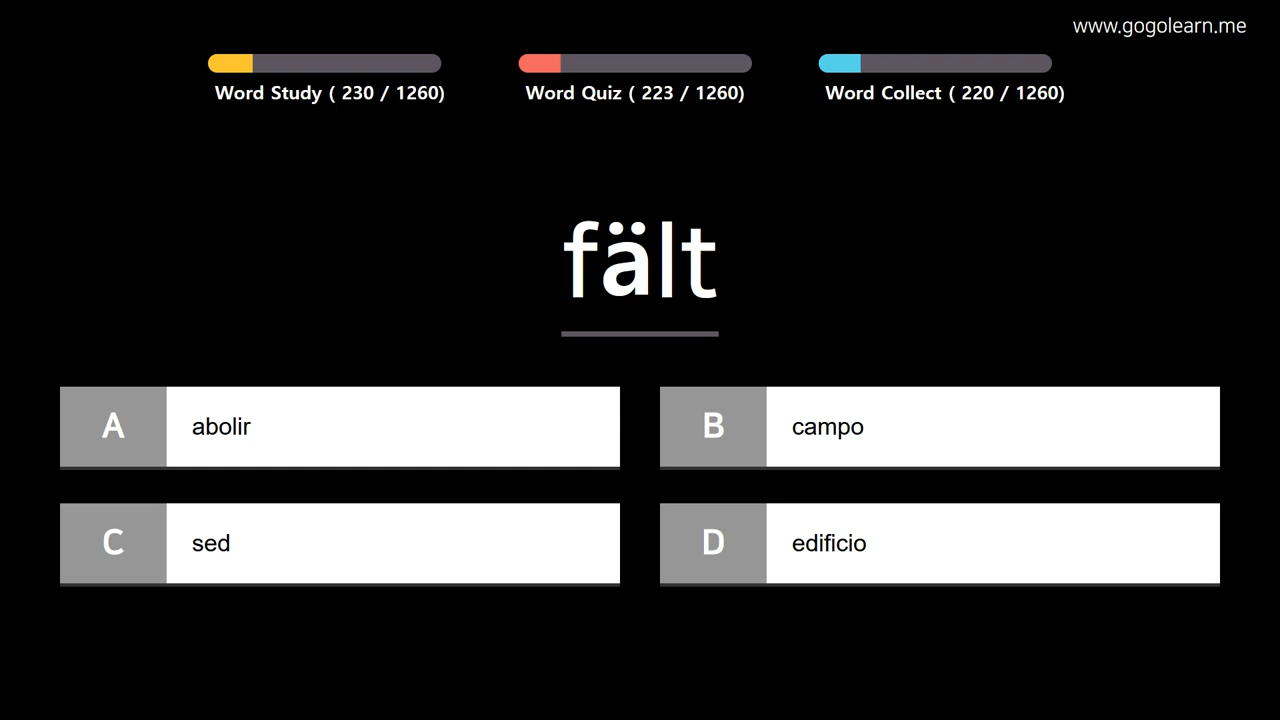 www.gogolearn.me
Word Study ( 230 / 1260)
Word Quiz ( 223 / 1260)
Word Collect ( 220 / 1260)
fält
A abolir
B campo
C sed
D edificio